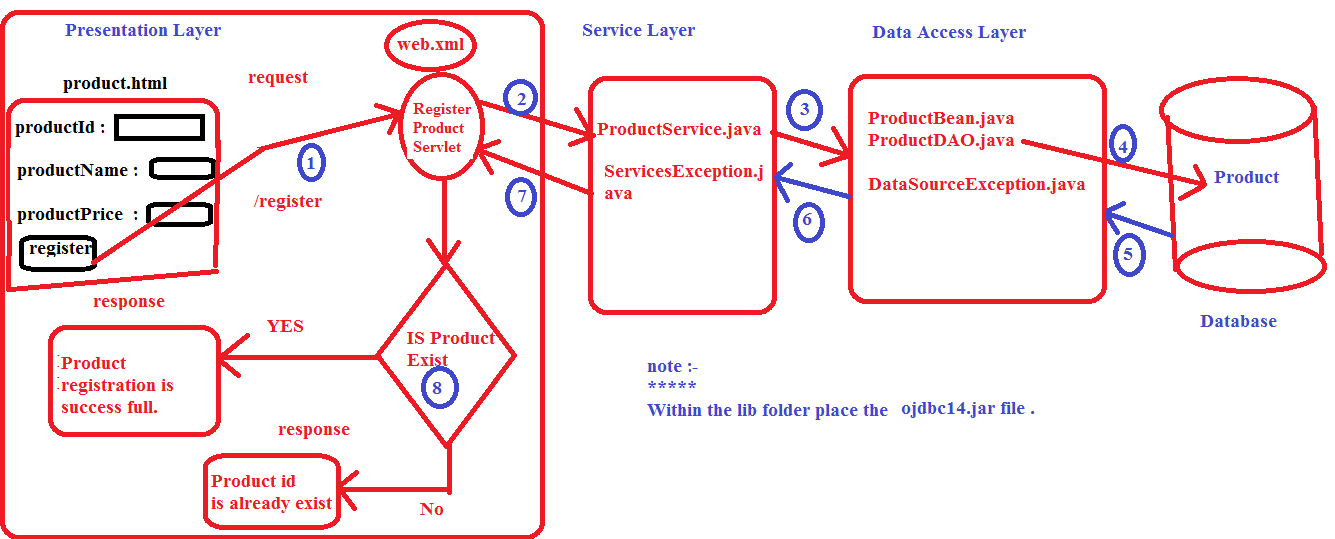 Presentation Layer
Service Layer
Data Access Layer
web.xml
product.html
request
productId :
productName :
productPrice :
register
1
/register
Register
Product
Servlet
2
ProductService.java
ServicesException.j
ava
7
3
6
ProductBean.java
ProductDAO.java
DataSourceException.java
4
5
Product
Database
response
YES
Product
registration is
success full.
IS Product
Exist
8
response
Product id
is already exist
No
note :-
*****
Within the lib folder place the ojdbc14.jar file .